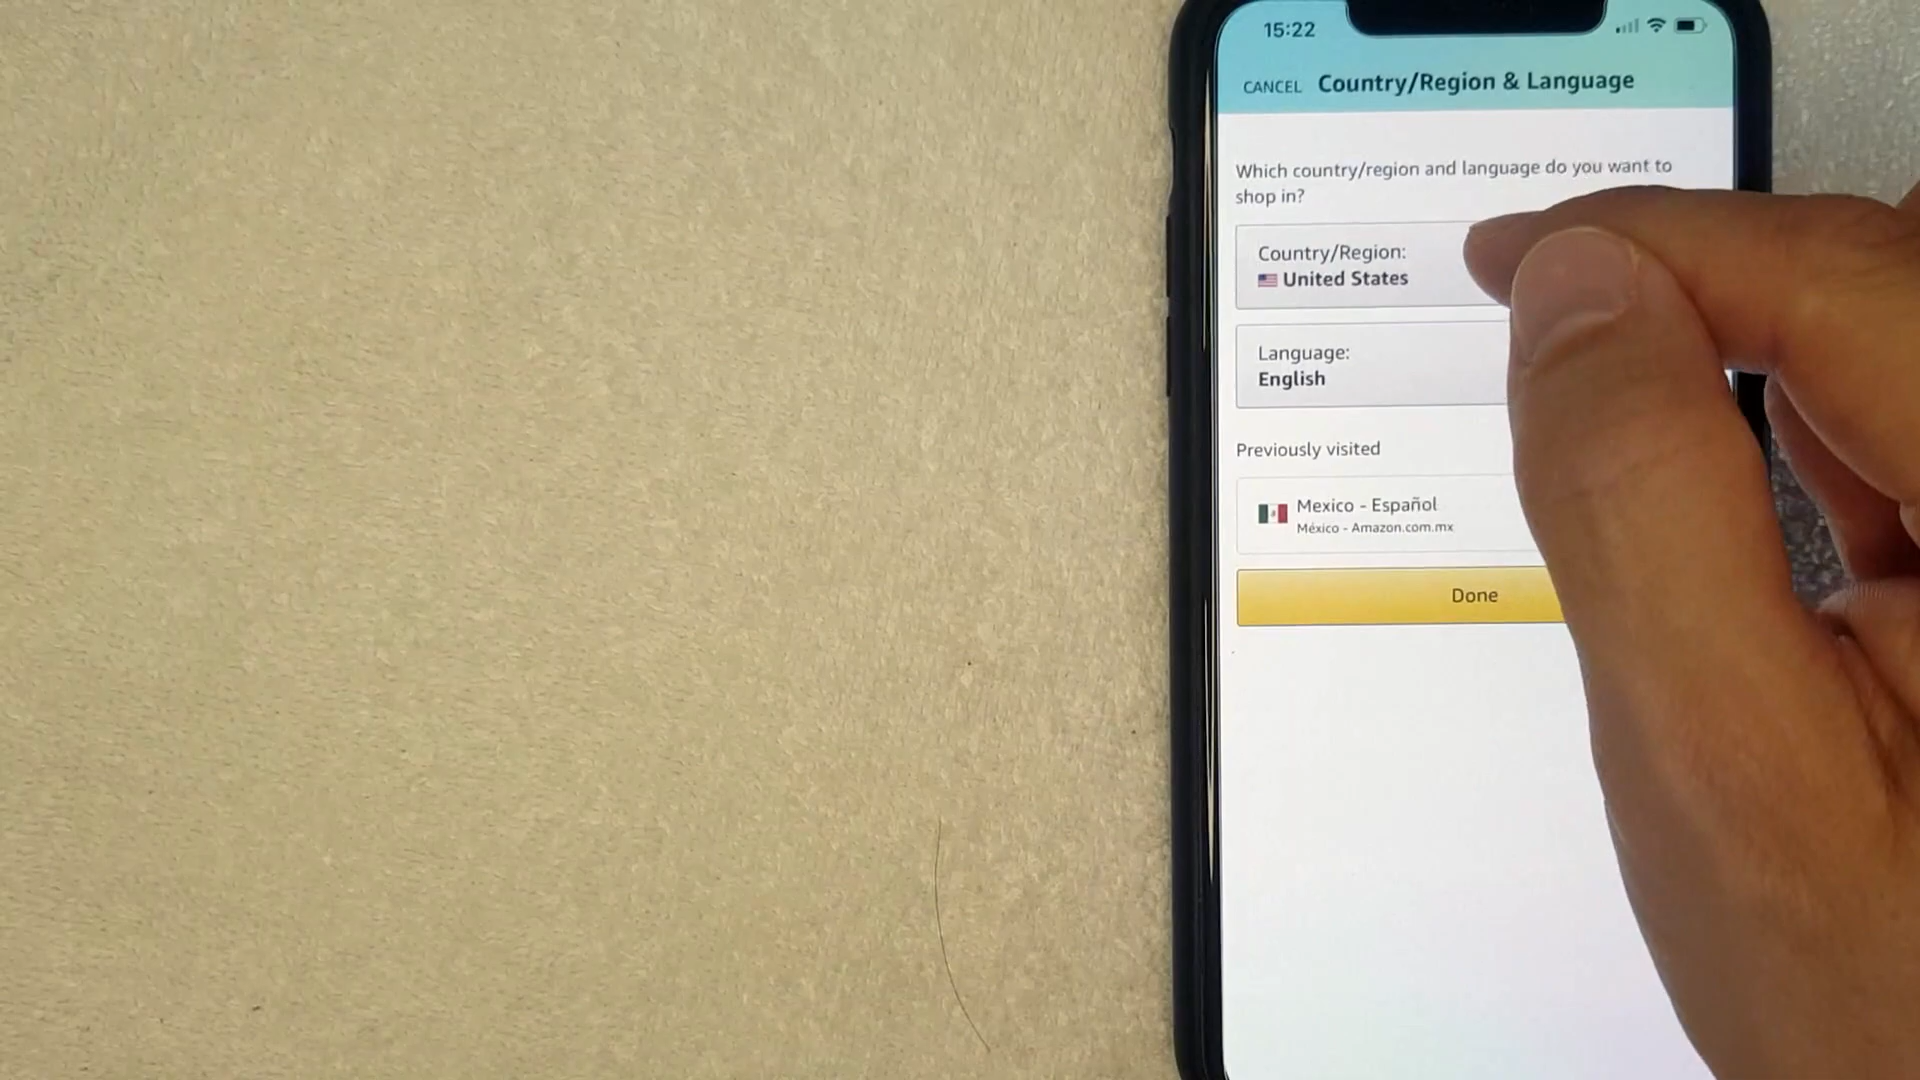 15:22
CANCEL Country/Region & Language
Which country/region and language do you want to
shop in?
Country/Region:
United States
Language:
English
Previously visited
Mexico - Español
México - Amazon.com.mx
Done